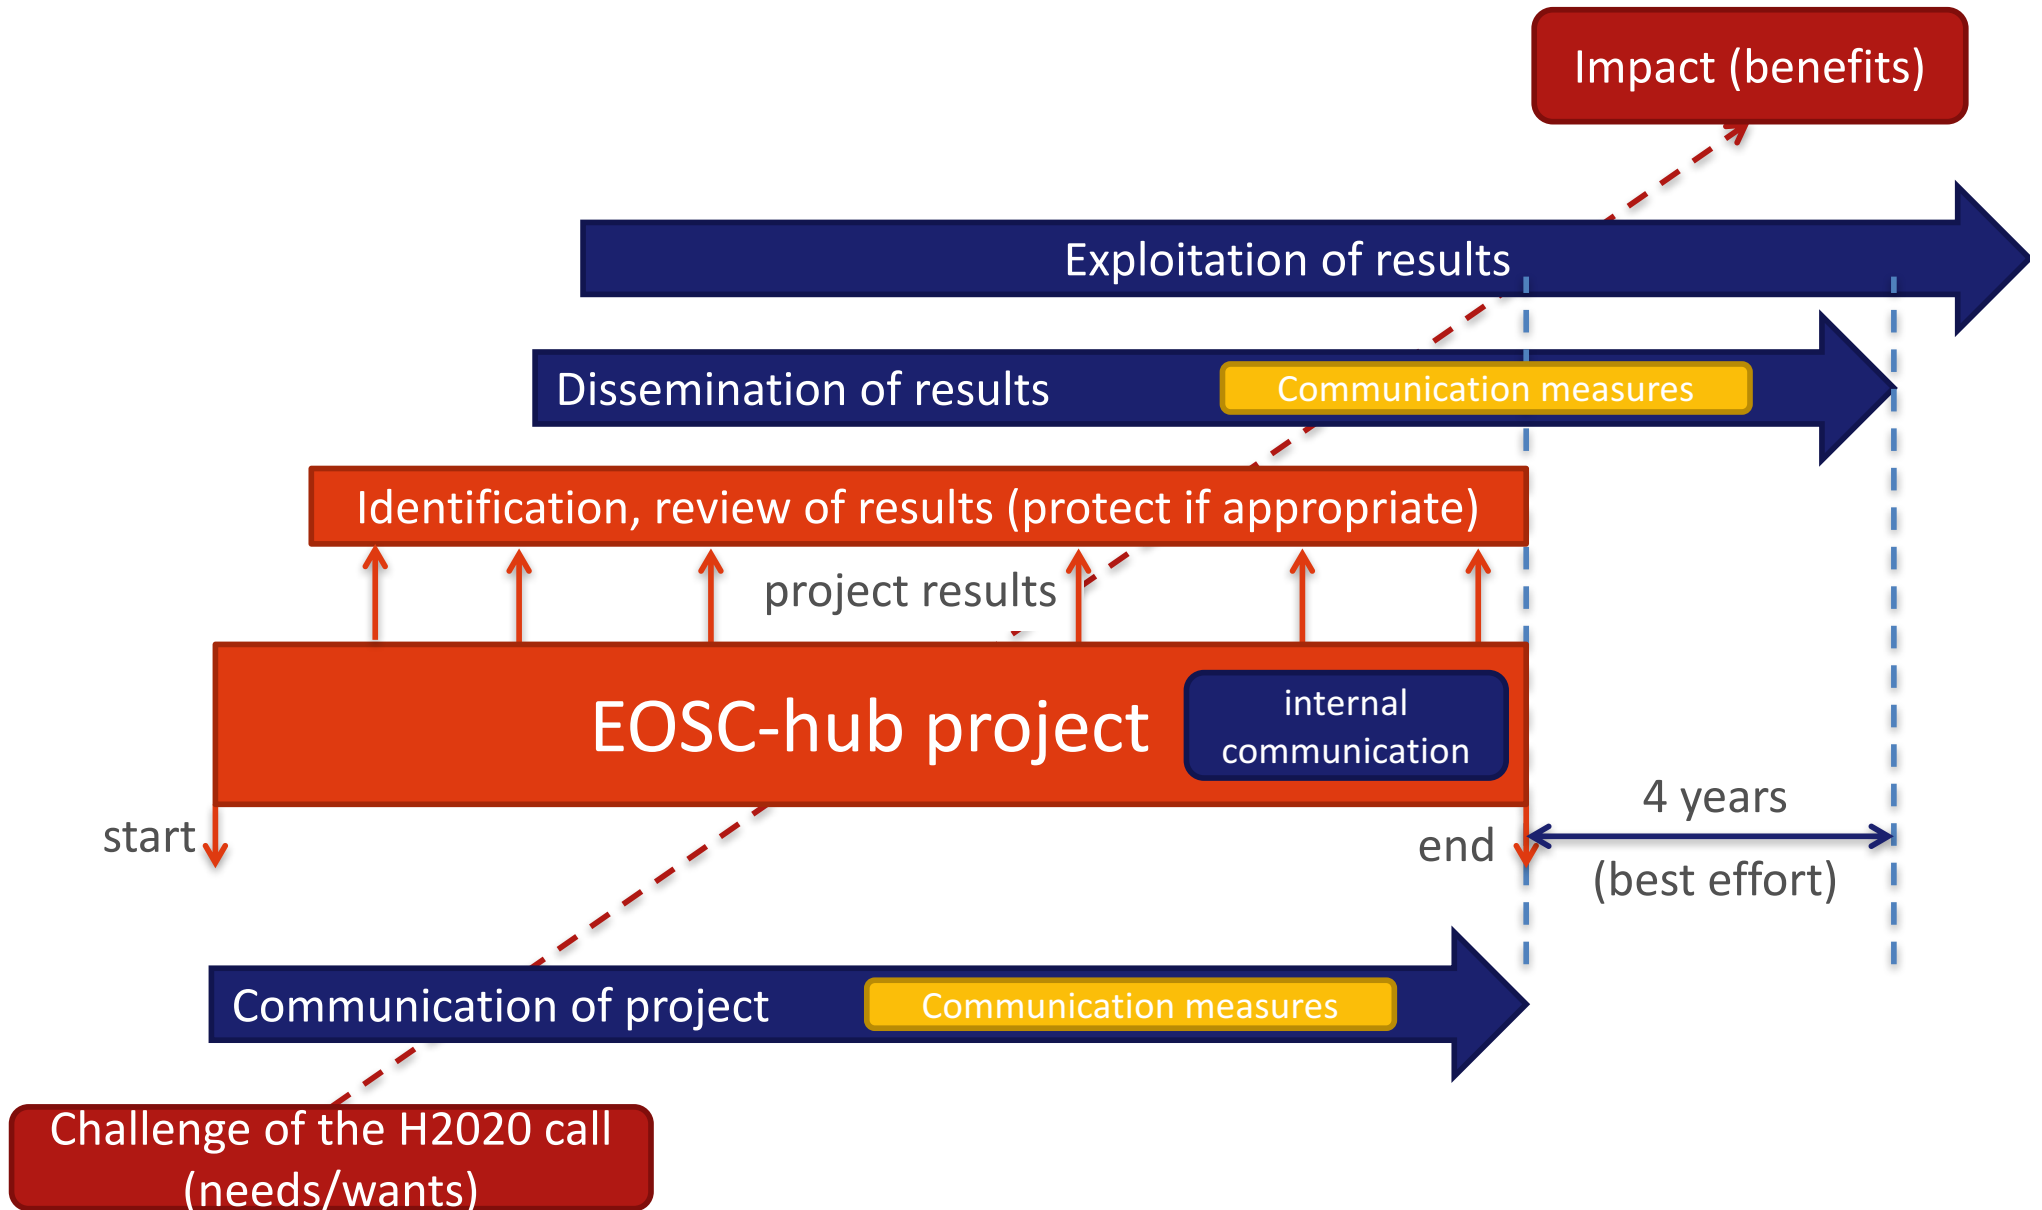 Impact (benefits)
Exploitation of results
Dissemination of results
Communication measures
Identification, review of results (protect if appropriate)
project results
EOSC-hub project
internal
communication
start
end
4 years
(best effort)
Communication of project
Communication measures
Challenge of the H2020 call
(needs/wants)